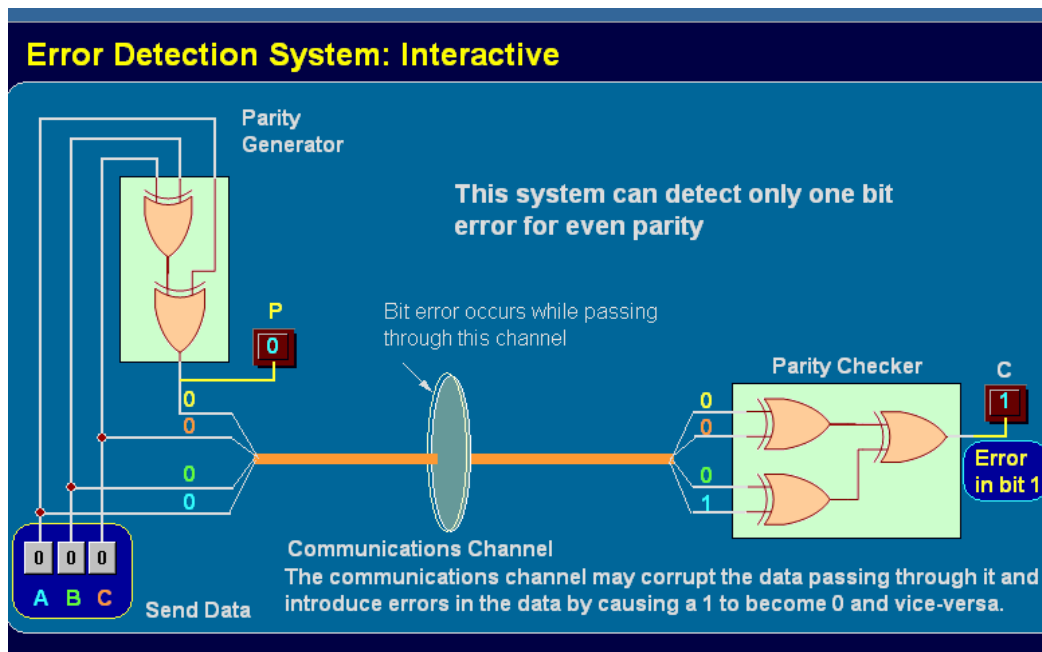 Error Detection System: Interactive
Parity
Generator
This system can detect only one bit
error for even parity
P
0
Bit error occurs while passing
through this channel
Parity Checker
C
1
0
0
0
0
0
0
0
1
Error
in bit 1
0 0 0
A B C
Send Data
Communications Channel
The communications channel may corrupt the data passing through it and
introduce errors in the data by causing a 1 to become 0 and vice-versa.